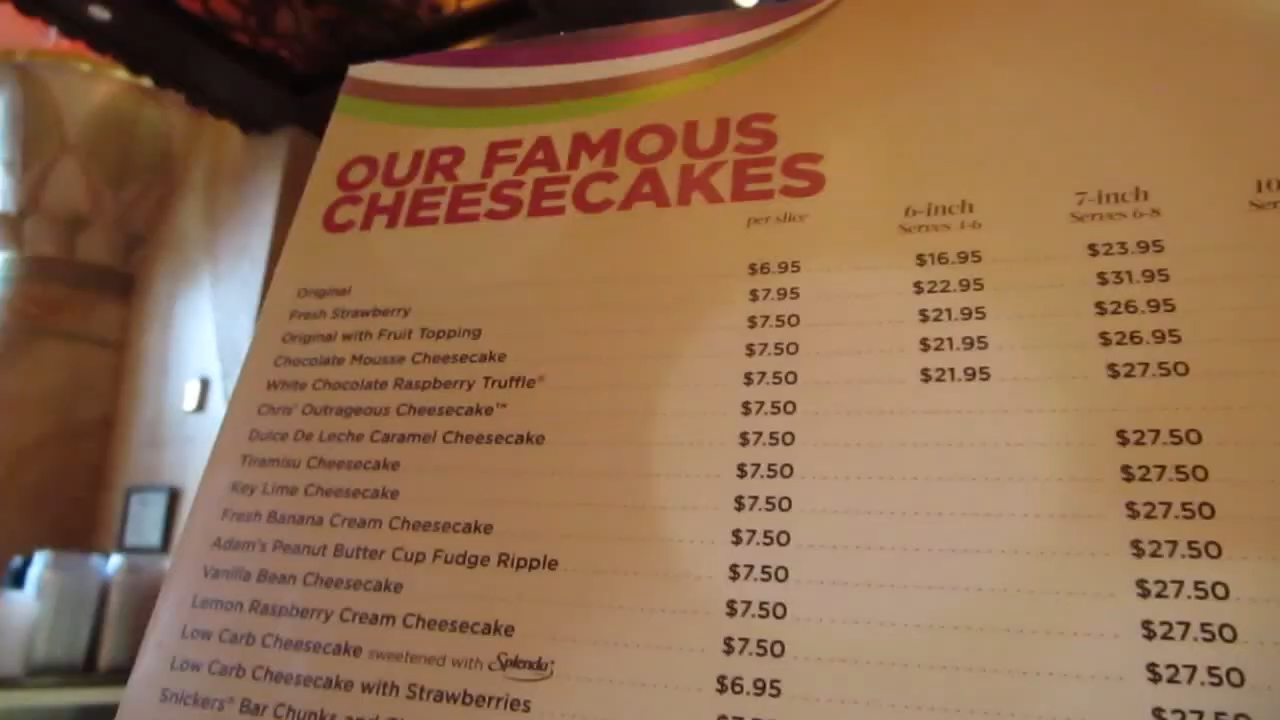 OUR FAMOUS
CHEESECAKES
per slice 6-inch 7-inch 10
Serves 4-6 Serves 6-8 Ser
Original $6.95 $16.95 $23.95
Fresh Strawberry $7.95 $22.95 $31.95
Original with Fruit Topping $7.50 $21.95 $26.95
Chocolate Mousse Cheesecake $7.50 $21.95 $26.95
White Chocolate Raspberry Truffle® $7.50 $21.95 $27.50
Chris' Outrageous Cheesecake™ $7.50
Dulce De Leche Caramel Cheesecake $7.50 $27.50
Tiramisu Cheesecake $7.50 $27.50
Key Lime Cheesecake $7.50 $27.50
Fresh Banana Cream Cheesecake $7.50 $27.50
Adam's Peanut Butter Cup Fudge Ripple $7.50 $27.50
Vanilla Bean Cheesecake $7.50 $27.50
Lemon Raspberry Cream Cheesecake $7.50 $27.50
Low Carb Cheesecake sweetened with Splenda® $6.95 $27.50
Low Carb Cheesecake with Strawberries
Snickers® Bar Chunks and